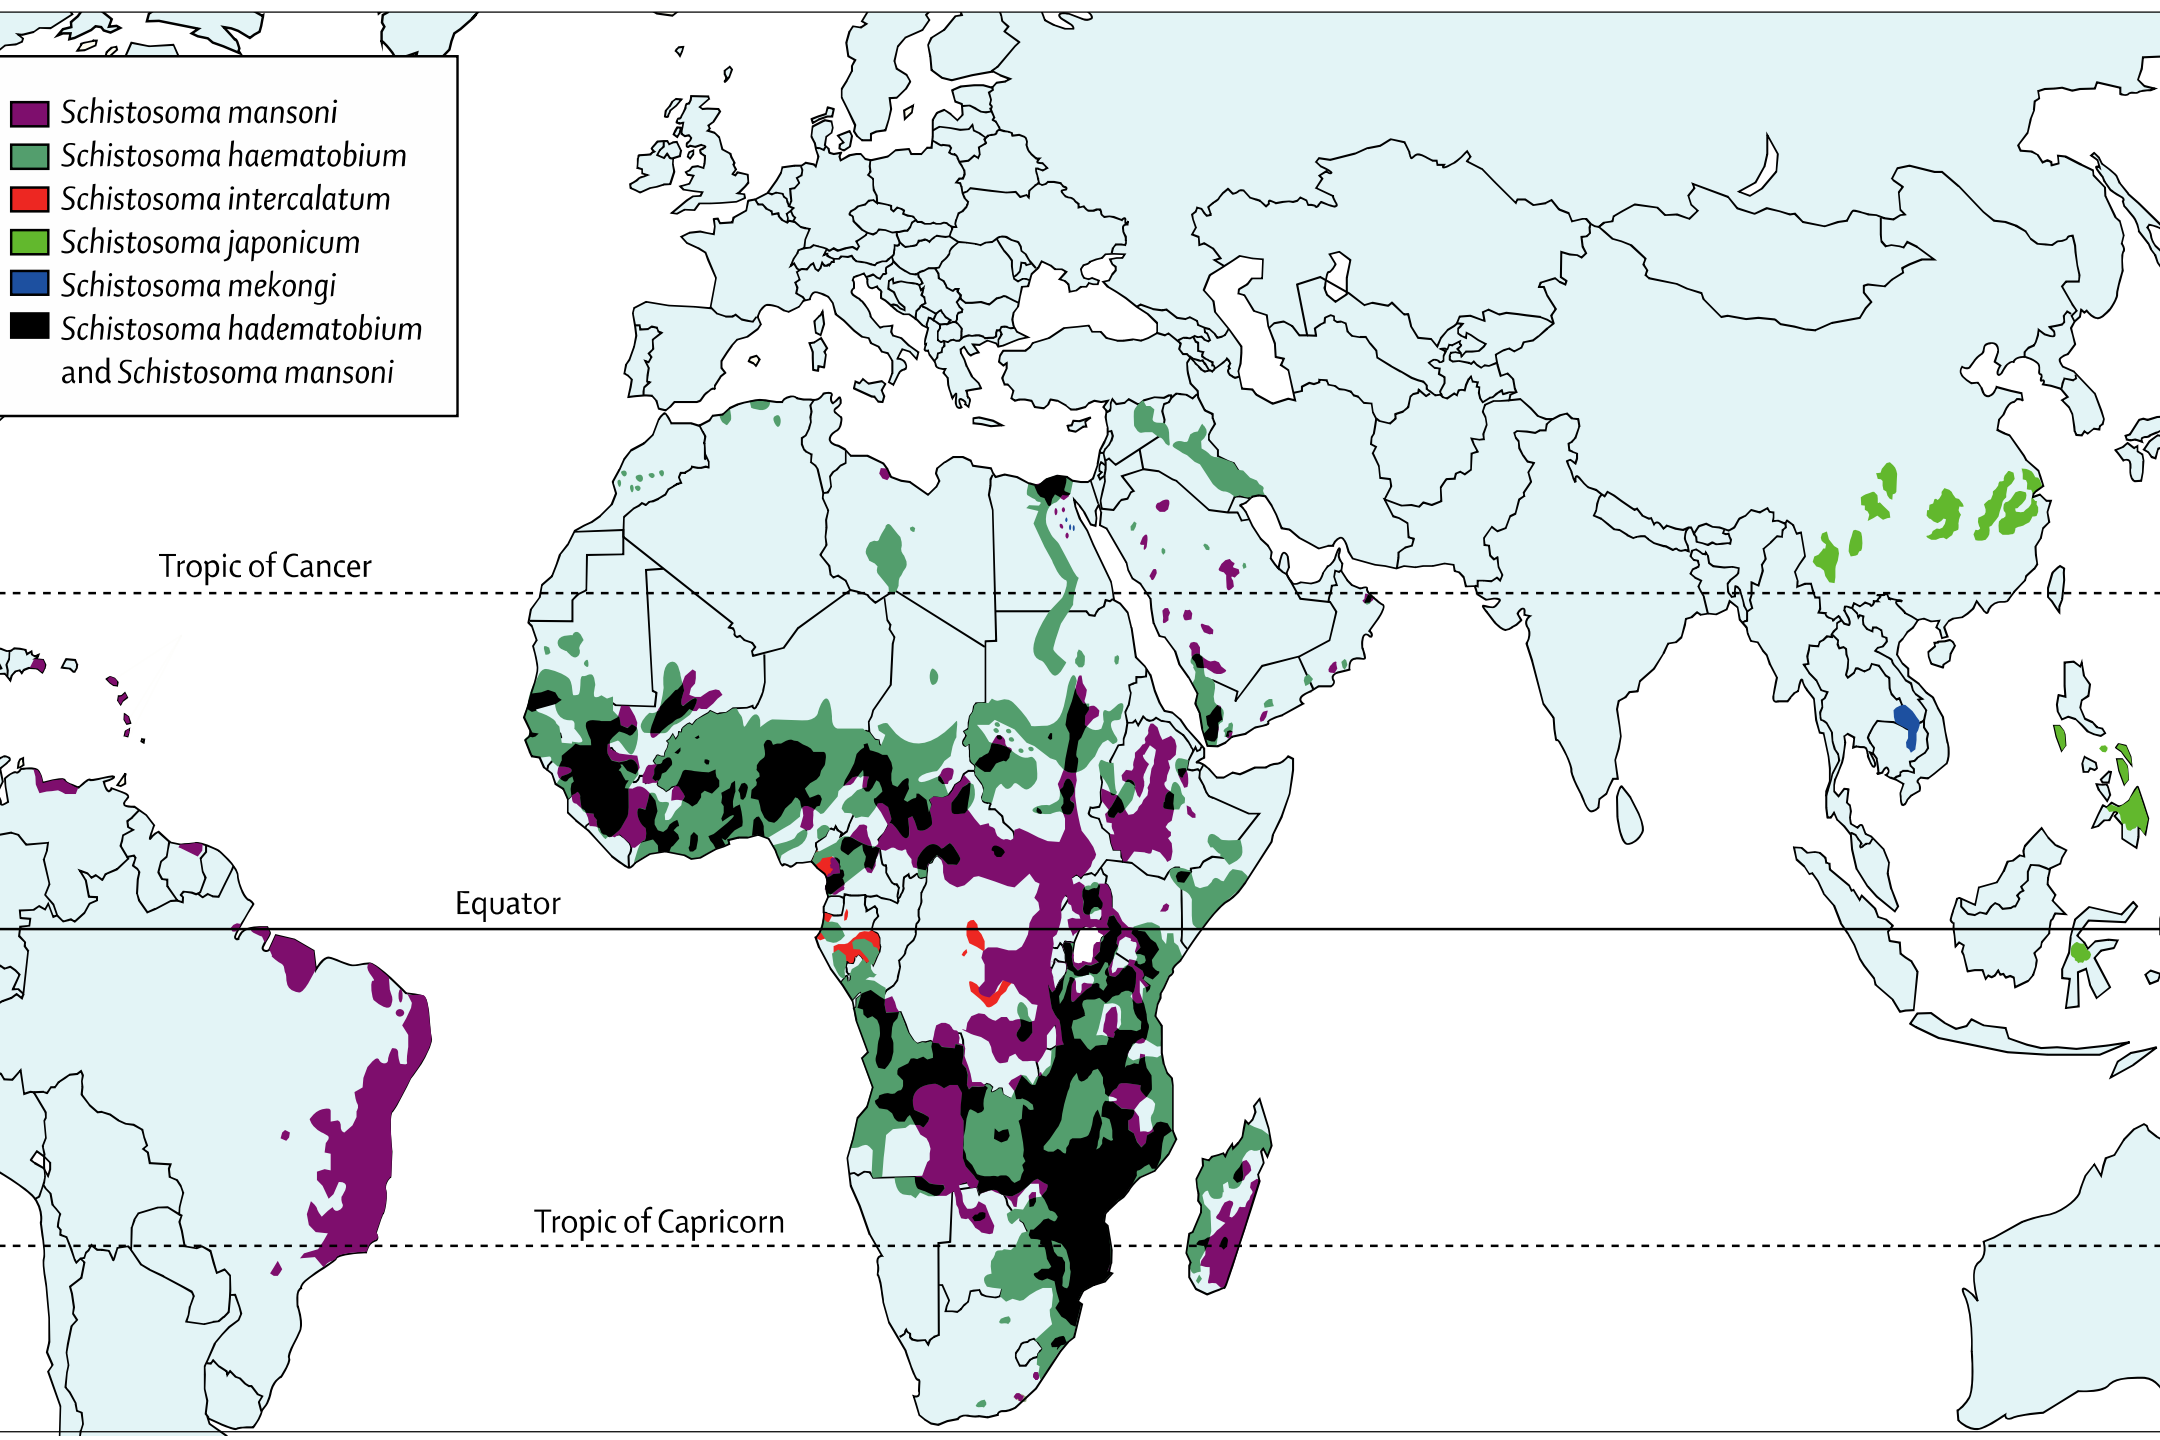 Schistosoma mansoni
Schistosoma haematobium
Schistosoma intercalatum
Schistosoma japonicum
Schistosoma mekongi
Schistosoma hadematobium
and Schistosoma mansoni
Tropic of Cancer
Equator
Tropic of Capricorn